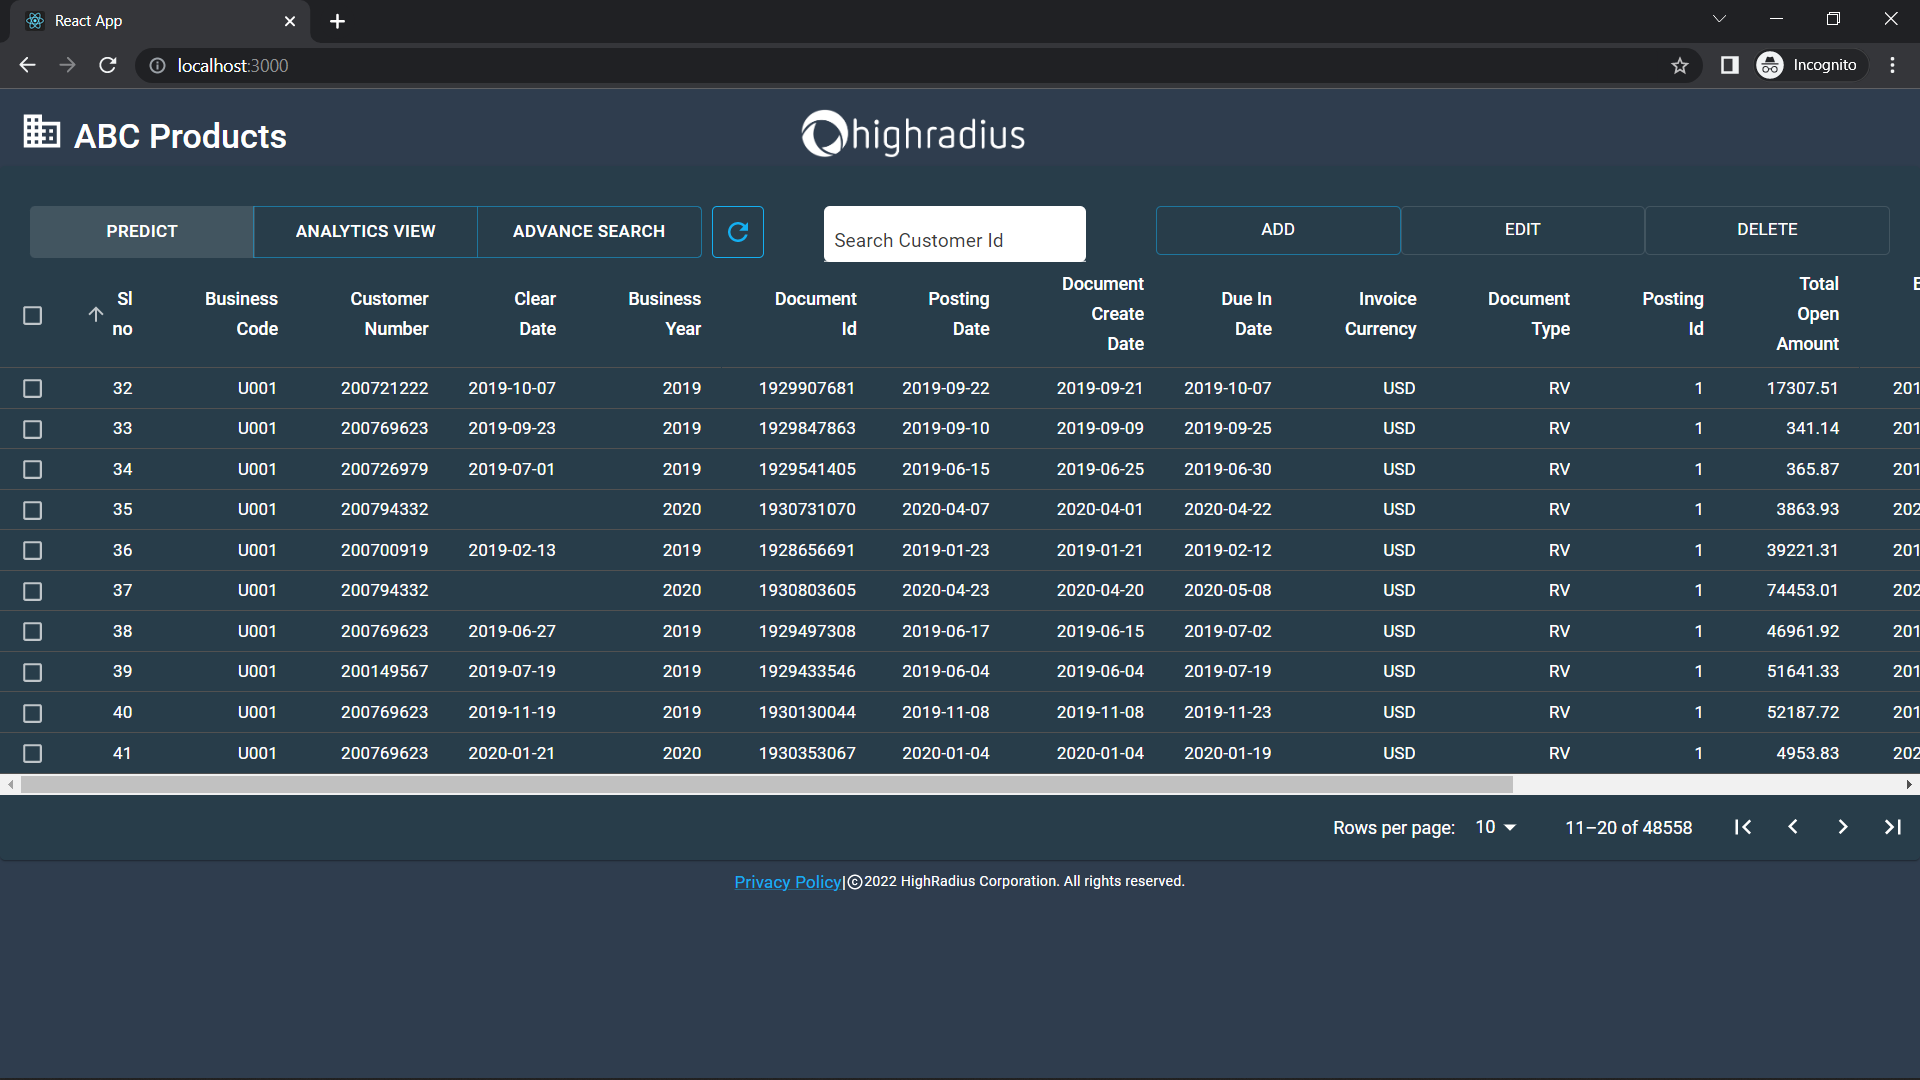 React App
localhost:3000
Incognito
ABC Products
highradius
PREDICT ANALYTICS VIEW ADVANCE SEARCH Search Customer Id ADD EDIT DELETE
Sl no Business Code Customer Number Clear Date Business Year Document Id Posting Date Document Create Date Due In Date Invoice Currency Document Type Posting Id Total Open Amount
32 U001 200721222 2019-10-07 2019 1929907681 2019-09-22 2019-09-21 2019-10-07 USD RV 1 17307.51 201
33 U001 200769623 2019-09-23 2019 1929847863 2019-09-10 2019-09-09 2019-09-25 USD RV 1 341.14 201
34 U001 200726979 2019-07-01 2019 1929541405 2019-06-15 2019-06-25 2019-06-30 USD RV 1 365.87 201
35 U001 200794332 2020 1930731070 2020-04-07 2020-04-01 2020-04-22 USD RV 1 3863.93 202
36 U001 200700919 2019-02-13 2019 1928656691 2019-01-23 2019-01-21 2019-02-12 USD RV 1 39221.31 201
37 U001 200794332 2020 1930803605 2020-04-23 2020-04-20 2020-05-08 USD RV 1 74453.01 202
38 U001 200769623 2019-06-27 2019 1929497308 2019-06-17 2019-06-15 2019-07-02 USD RV 1 46961.92 201
39 U001 200149567 2019-07-19 2019 1929433546 2019-06-04 2019-06-04 2019-07-19 USD RV 1 51641.33 201
40 U001 200769623 2019-11-19 2019 1930130044 2019-11-08 2019-11-08 2019-11-23 USD RV 1 52187.72 201
41 U001 200769623 2020-01-21 2020 1930353067 2020-01-04 2020-01-04 2020-01-19 USD RV 1 4953.83 202
Rows per page: 10 11–20 of 48558
Privacy Policy|©2022 HighRadius Corporation. All rights reserved.